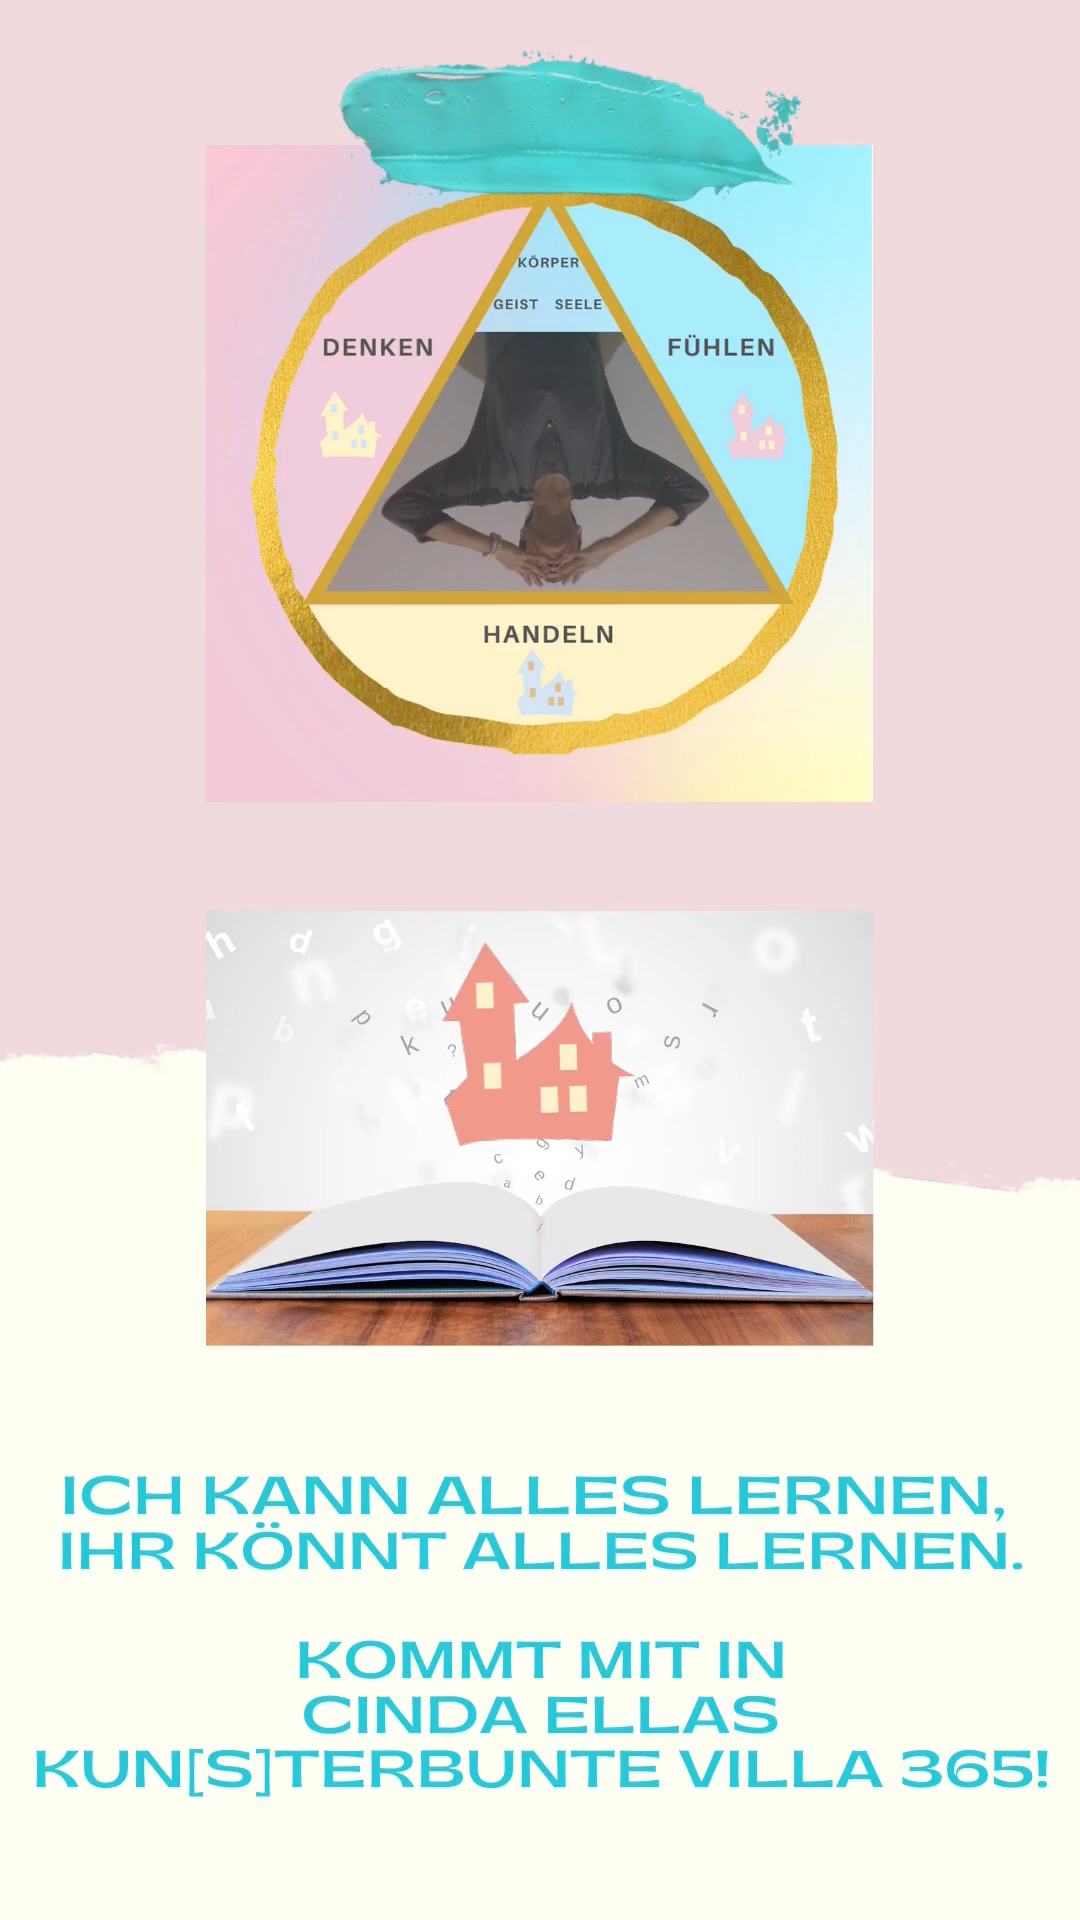 KÖRPER
GEIST SEELE
DENKEN
FÜHLEN
HANDELN
ICH KANN ALLES LERNEN,
IHR KÖNNT ALLES LERNEN.
KOMMT MIT IN
CINDA ELLAS
KUN[S]TERBUNTE VILLA 365!